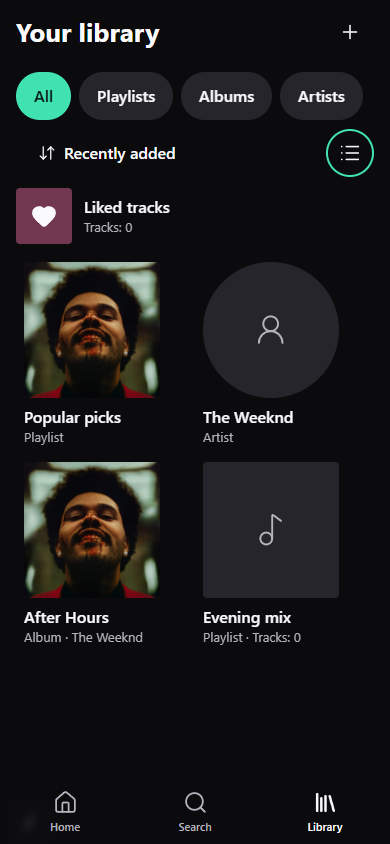 Your library
All
Playlists
Albums
Artists
Recently added
Liked tracks
Tracks: 0
Popular picks
Playlist
The Weeknd
Artist
After Hours
Album · The Weeknd
Evening mix
Playlist · Tracks: 0
Home
Search
Library